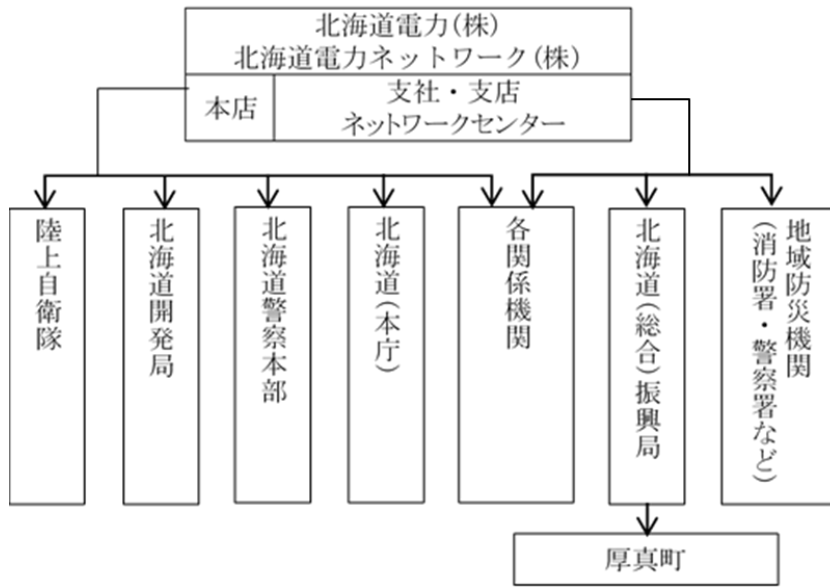 北海道電力(株)
北海道電力ネットワーク(株)
本店
支社・支店
ネットワークセンター
陸上自衛隊
北海道開発局
北海道警察本部
北海道(本庁)
各関係機関
北海道(総合)振興局
地域防災機関
(消防署・警察署など)
厚真町